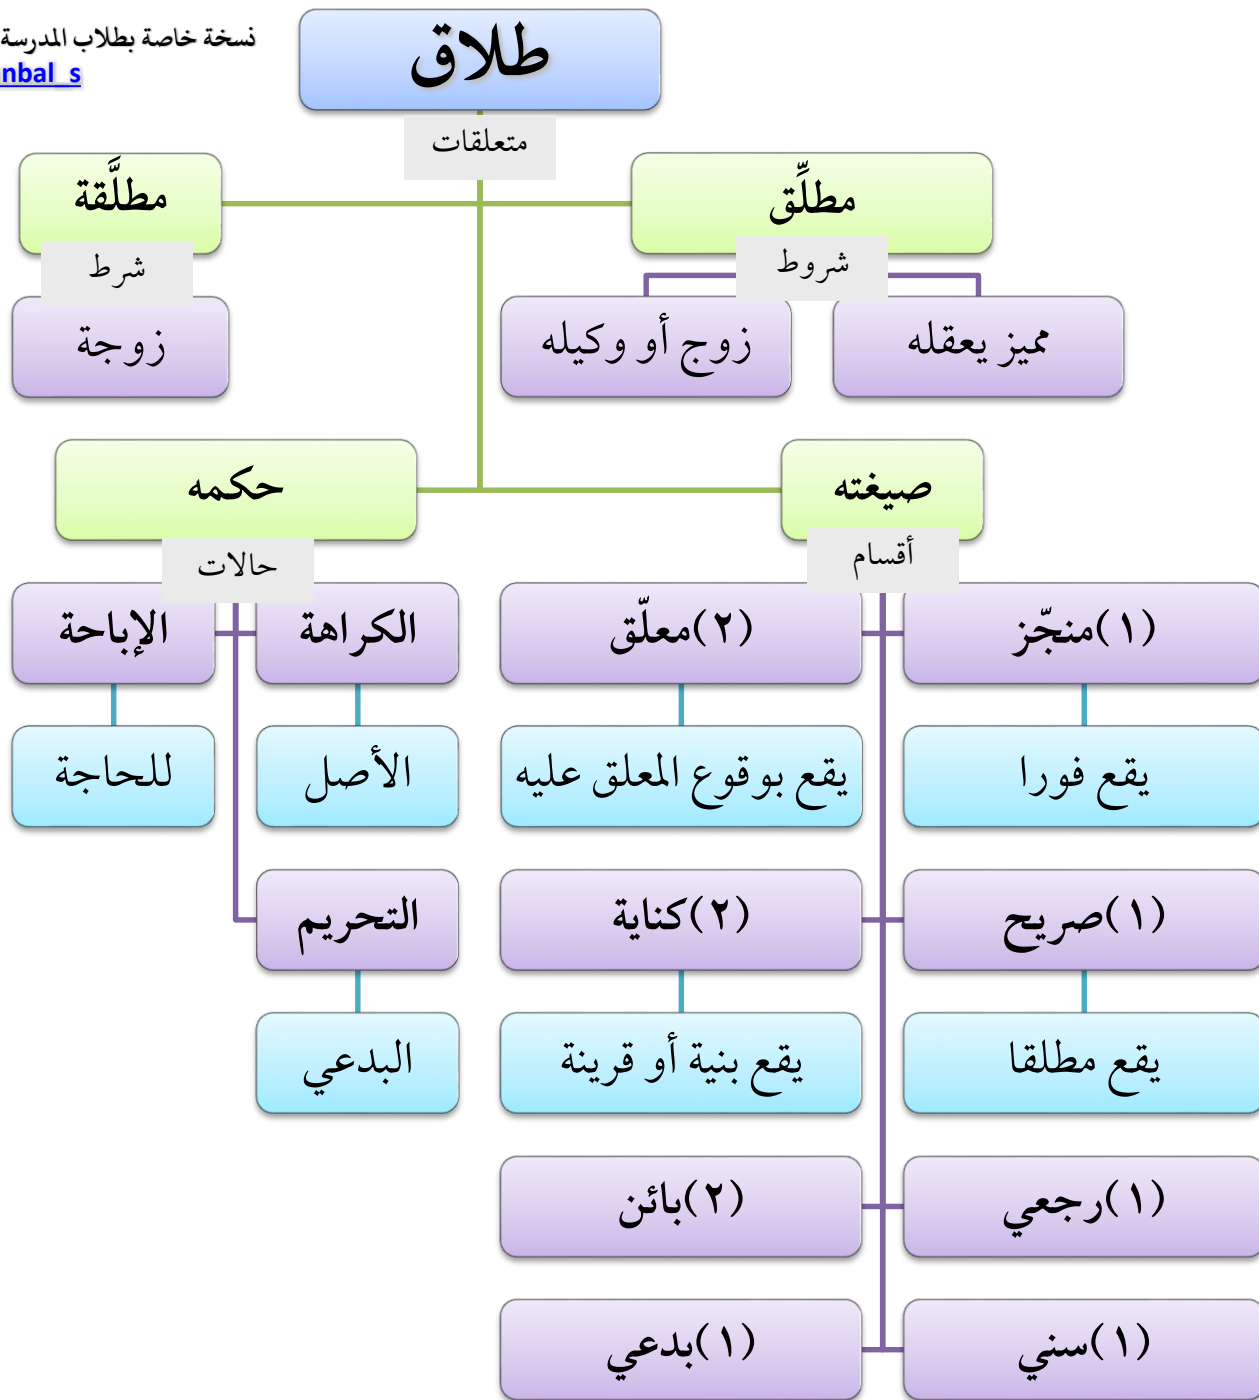 نسخة خاصة بطلاب المدرسة
nbal_s
طلاق
متعلقات
مطلِّق
مطلَّقة
شروط
شرط
مميز يعقله
زوج أو وكيله
زوجة
صيغته
حكمه
أقسام
حالات
(١)منجّز
(٢)معلّق
الكراهة
الإباحة
يقع فورا
يقع بوقوع المعلق عليه
الأصل
للحاجة
(١)صريح
(٢)كناية
التحريم
يقع مطلقا
يقع بنية أو قرينة
البدعي
(١)رجعي
(٢)بائن
(١)سني
(١)بدعي